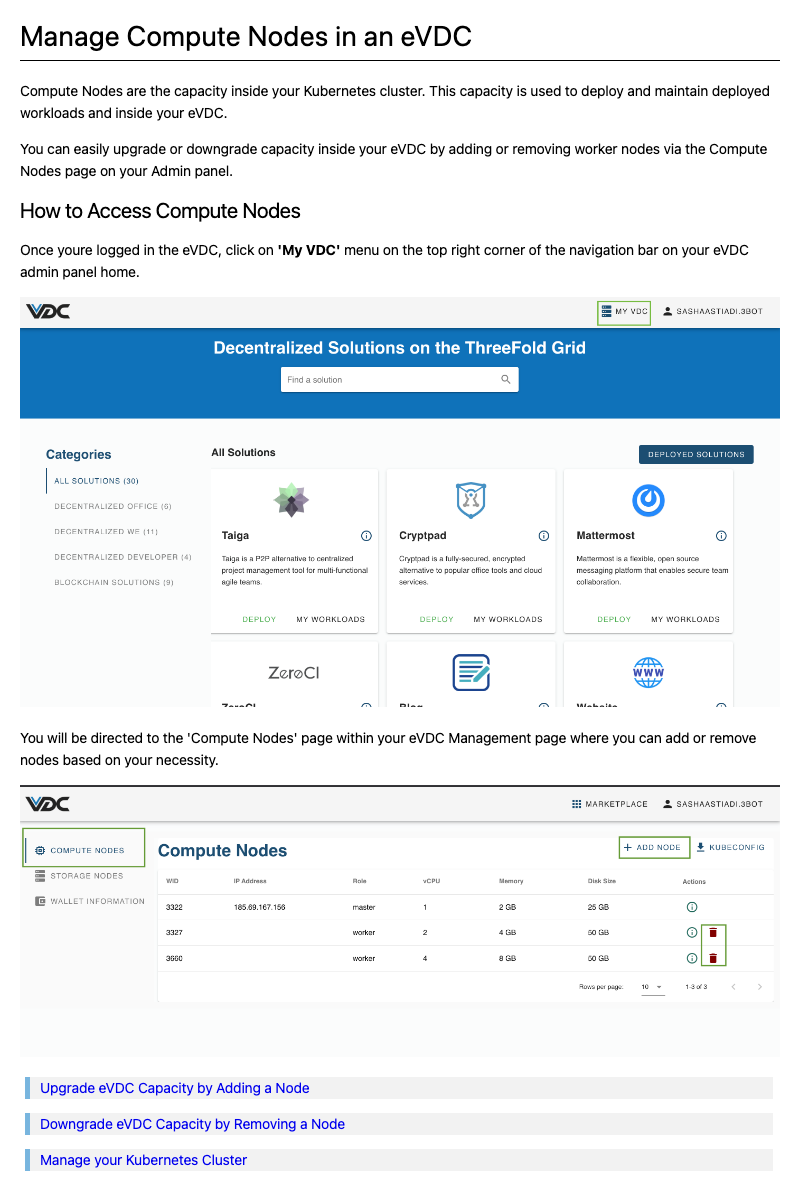 Manage Compute Nodes in an eVDC
Compute Nodes are the capacity inside your Kubernetes cluster. This capacity is used to deploy and maintain deployed
workloads and inside your eVDC.
You can easily upgrade or downgrade capacity inside your eVDC by adding or removing worker nodes via the Compute
Nodes page on your Admin panel.
How to Access Compute Nodes
Once youre logged in the eVDC, click on 'My VDC' menu on the top right corner of the navigation bar on your eVDC
admin panel home.
VDC MY VDC SASHAASTIADI.3BOT
Decentralized Solutions on the ThreeFold Grid
Find a solution
Categories
ALL SOLUTIONS (30)
DECENTRALIZED OFFICE (6)
DECENTRALIZED WE (11)
DECENTRALIZED DEVELOPER (4)
BLOCKCHAIN SOLUTIONS (9)
All Solutions DEPLOYED SOLUTIONS
Taiga
Taiga is a P2P alternative to centralized
project management tool for multi-functional
agile teams.
DEPLOY MY WORKLOADS
Cryptpad
Cryptpad is a fully-secured, encrypted
alternative to popular office tools and cloud
services.
DEPLOY MY WORKLOADS
Mattermost
Mattermost is a flexible, open source
messaging platform that enables secure team
collaboration.
DEPLOY MY WORKLOADS
ZeroCI
ZeroCI
Blog
WWW
Website
You will be directed to the 'Compute Nodes' page within your eVDC Management page where you can add or remove
nodes based on your necessity.
VDC MARKETPLACE SASHAASTIADI.3BOT
COMPUTE NODES
STORAGE NODES
WALLET INFORMATION
Compute Nodes ADD NODE KUBECONFIG
WID IP Address Role vCPU Memory Disk Size Actions
3322 185.69.167.156 master 1 2 GB 25 GB
3327 worker 2 4 GB 50 GB
3660 worker 4 8 GB 50 GB
Rows per page: 10 1-3 of 3
Upgrade eVDC Capacity by Adding a Node
Downgrade eVDC Capacity by Removing a Node
Manage your Kubernetes Cluster